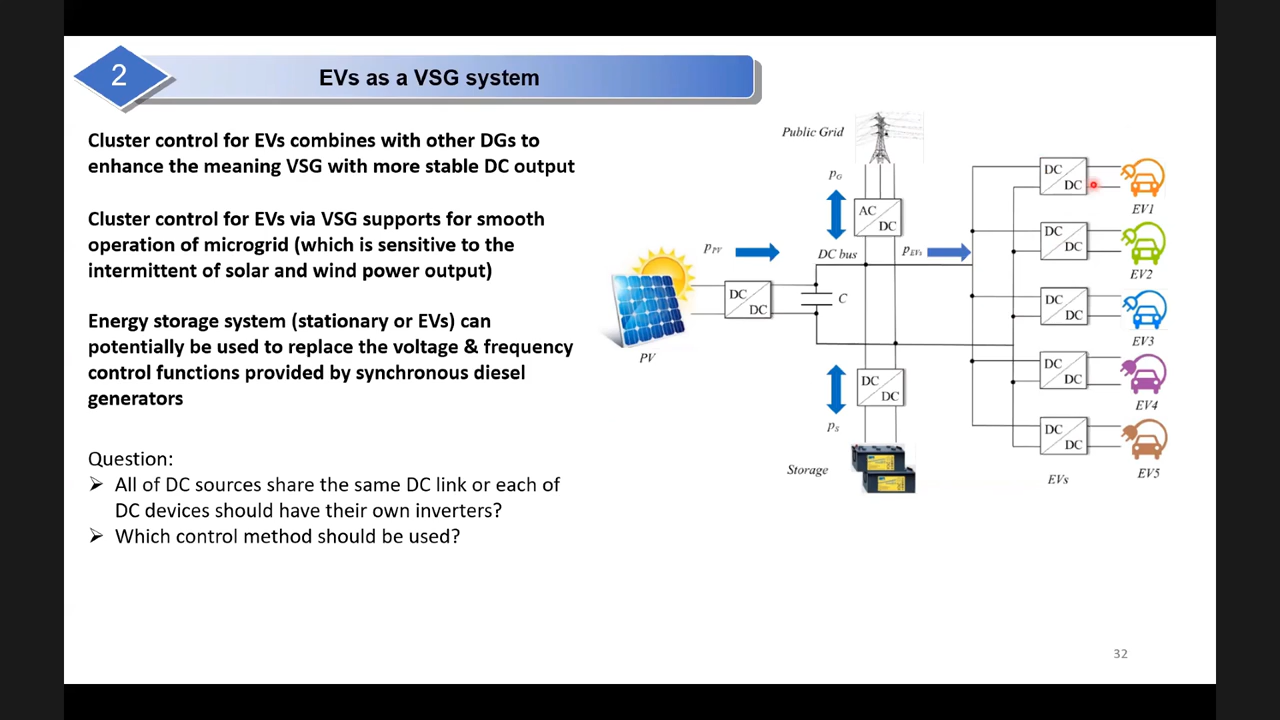 2
EVs as a VSG system
Cluster control for EVs combines with other DGs to
enhance the meaning VSG with more stable DC output
Cluster control for EVs via VSG supports for smooth
operation of microgrid (which is sensitive to the
intermittent of solar and wind power output)
Energy storage system (stationary or EVs) can
potentially be used to replace the voltage & frequency
control functions provided by synchronous diesel
generators
Question:
All of DC sources share the same DC link or each of
DC devices should have their own inverters?
Which control method should be used?
Public Grid
PG
AC
DC
DC bus
PPV
PEVs
DC
DC
C
PV
DC
DC
PS
Storage
DC
DC
EV1
DC
DC
EV2
DC
DC
EV3
DC
DC
EV4
DC
DC
EV5
EVs
32